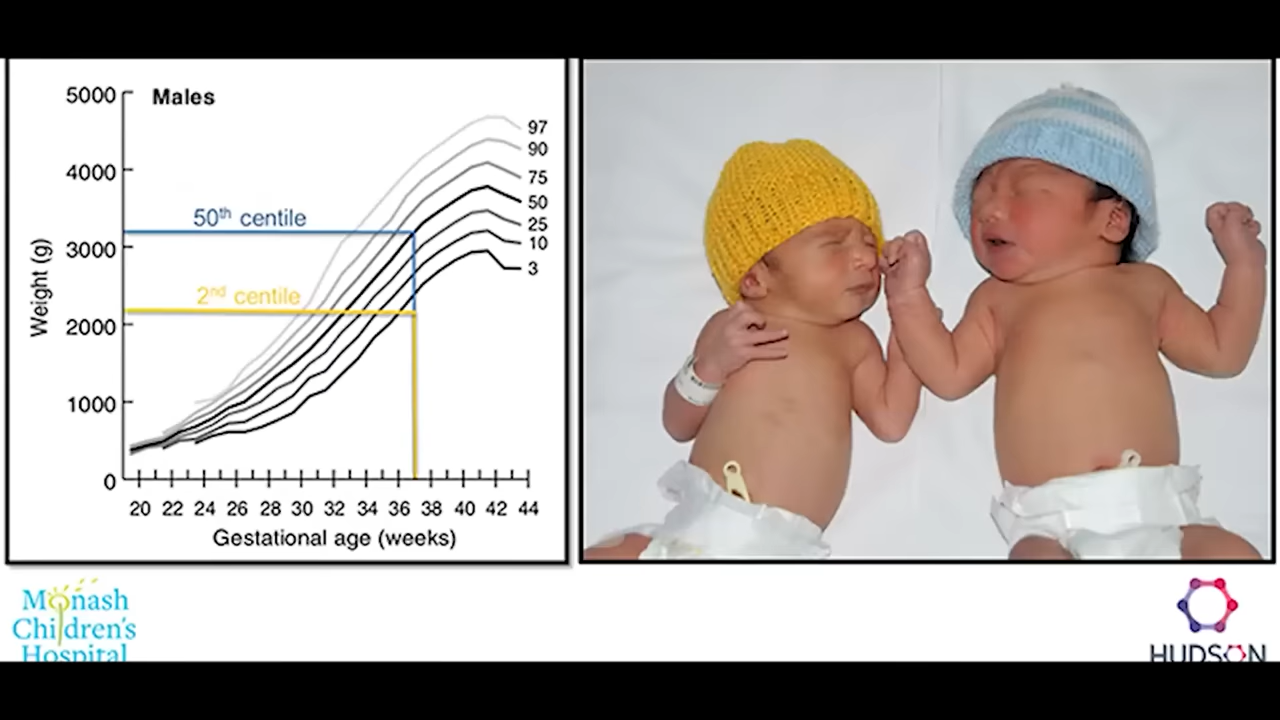 Males
5000
4000
3000
2000
1000
0
Weight (g)
50th centile
2nd centile
97
90
75
50
25
10
3
20 22 24 26 28 30 32 34 36 38 40 42 44
Gestational age (weeks)
Monash
Children's
Hospital
HUDSON